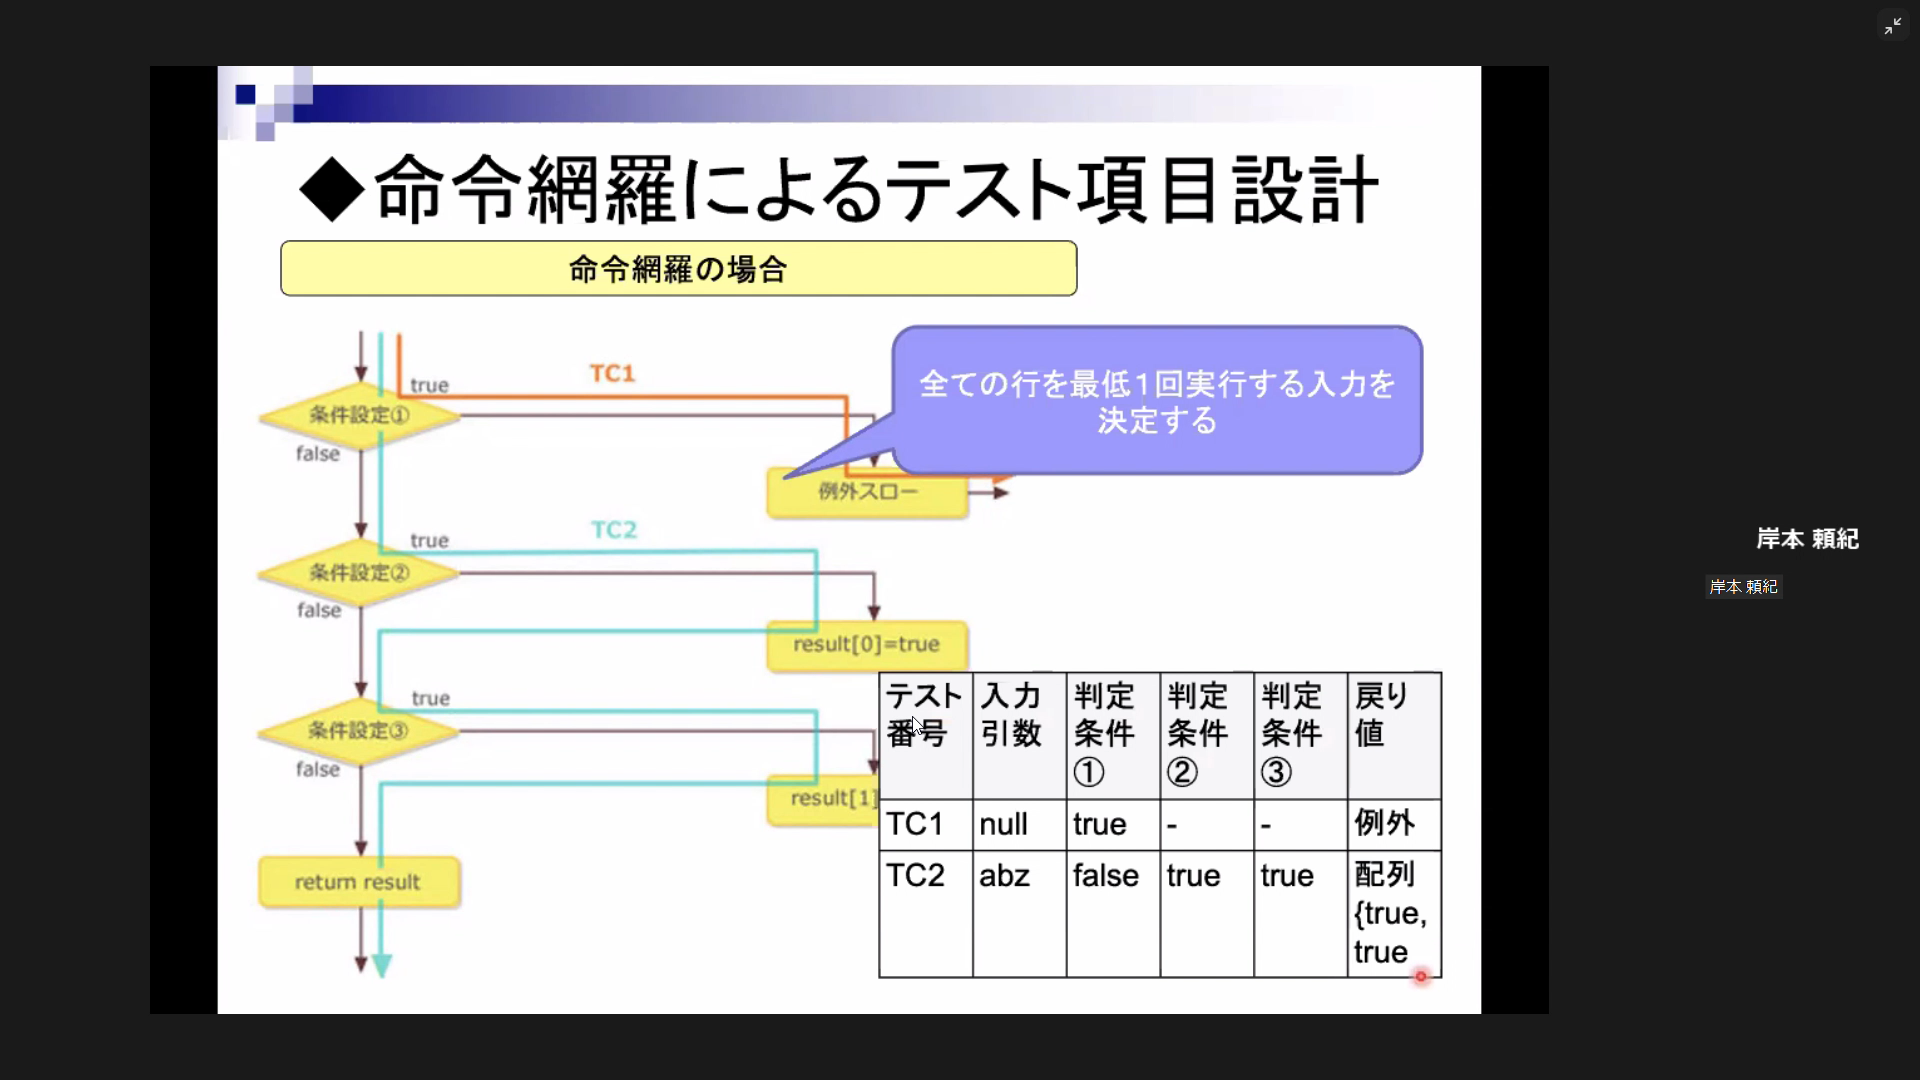 ◆命令網羅によるテスト項目設計
命令網羅の場合
全ての行を最低1回実行する入力を
決定する
TC1
true
条件設定①
false
例外スロー
TC2
true
条件設定②
false
result[0]=true
true
条件設定③
false
result[1]
return result
テスト番号 入力引数 判定条件① 判定条件② 判定条件③ 戻り値
TC1 null true - - 例外
TC2 abz false true true 配列{true, true
岸本 頼紀
岸本 頼紀